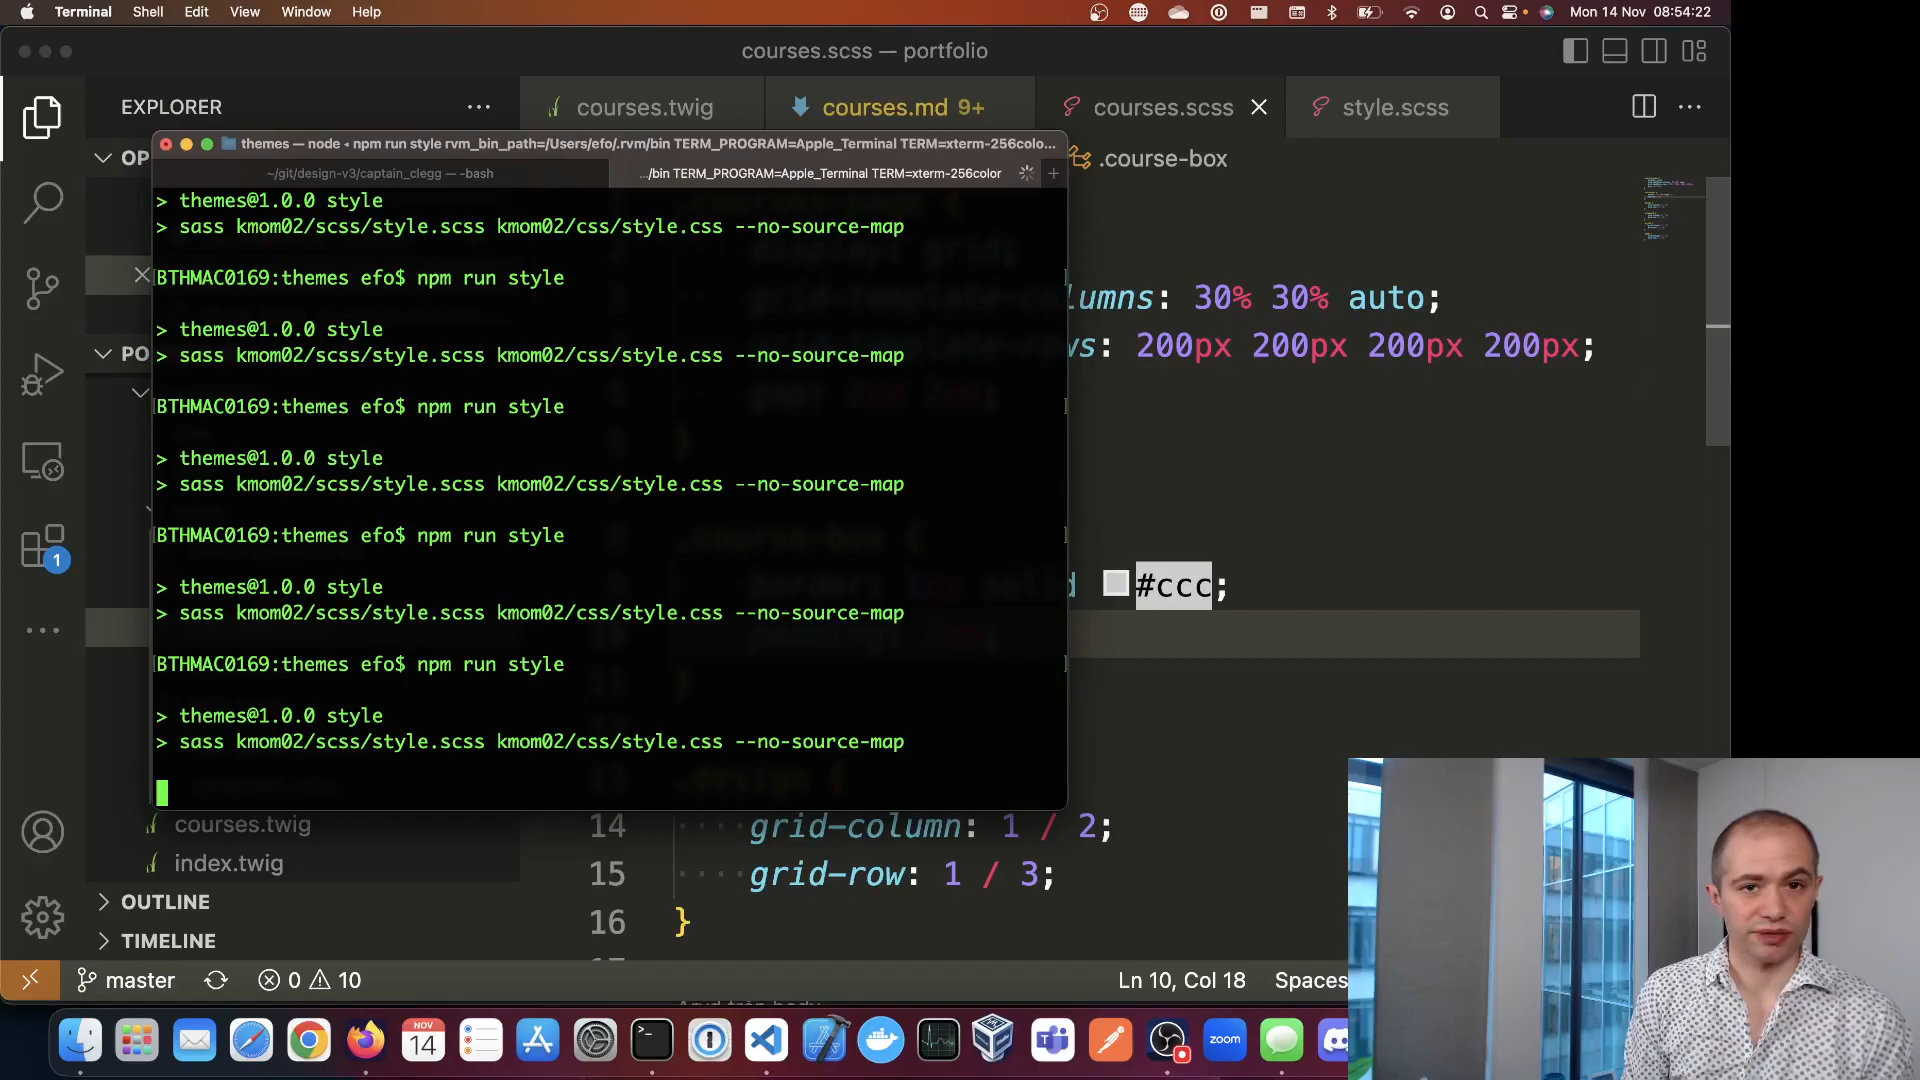 Terminal Shell Edit View Window Help Mon 14 Nov 08:54:22
courses.scss — portfolio
EXPLORER
courses.twig courses.md 9+ courses.scss style.scss
themes — node ◂ npm run style rvm_bin_path=/Users/efo/.rvm/bin TERM_PROGRAM=Apple_Terminal TERM=xterm-256colo...
~/git/design-v3/captain_clegg — -bash .../bin TERM_PROGRAM=Apple_Terminal TERM=xterm-256color
OP
.course-box
> themes@1.0.0 style
> sass kmom02/scss/style.scss kmom02/css/style.css --no-source-map
BTHMAC0169:themes efo$ npm run style
> themes@1.0.0 style
> sass kmom02/scss/style.scss kmom02/css/style.css --no-source-map
BTHMAC0169:themes efo$ npm run style
> themes@1.0.0 style
> sass kmom02/scss/style.scss kmom02/css/style.css --no-source-map
BTHMAC0169:themes efo$ npm run style
> themes@1.0.0 style
> sass kmom02/scss/style.scss kmom02/css/style.css --no-source-map
BTHMAC0169:themes efo$ npm run style
> themes@1.0.0 style
> sass kmom02/scss/style.scss kmom02/css/style.css --no-source-map
PO
lumns: 30% 30% auto;
ws: 200px 200px 200px 200px;
#ccc;
.design {
14 grid-column: 1 / 2;
15 grid-row: 1 / 3;
16 }
courses.twig
index.twig
OUTLINE
TIMELINE
1
master 0 10 Ln 10, Col 18 Spaces
NOV
14
zoom